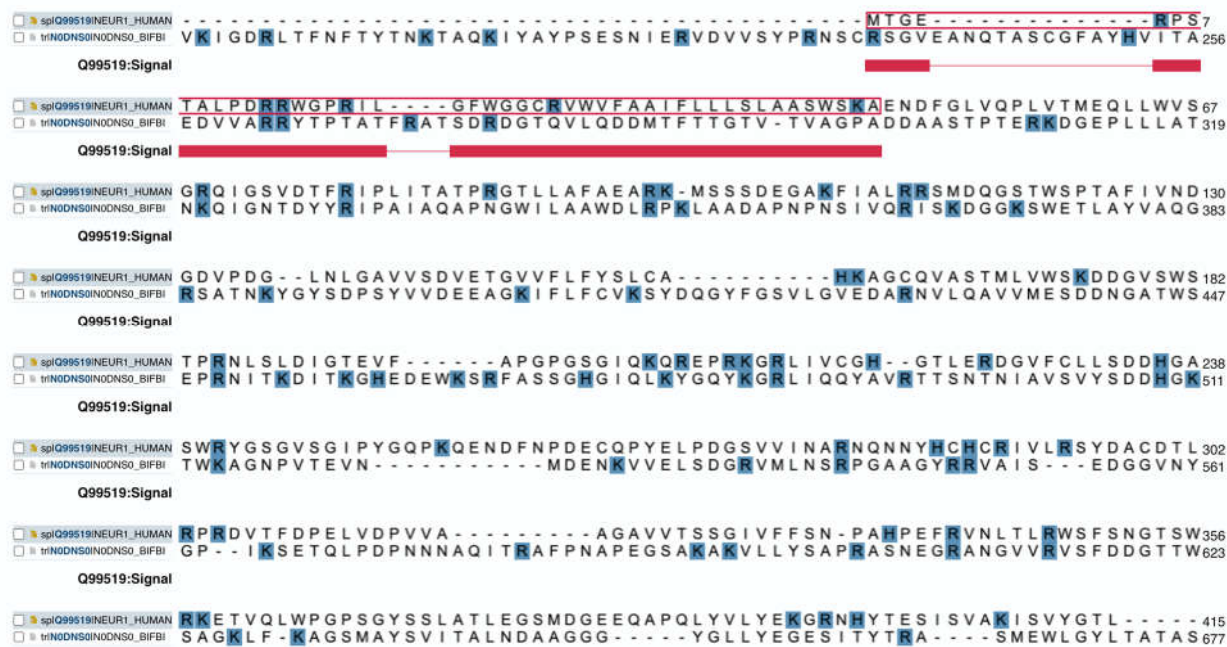 sp|Q99519|NEUR1_HUMAN -------------------------------------------MTGE--------------RPS 7
tr|N0DNS0|N0DNS0_BIFBI VKIGDRLTFNFTYTNKTAQKIYAYPSESNIERVDVVSYPRNSCRSGVEANQTASCGFAYHVITA 256
Q99519:Signal
sp|Q99519|NEUR1_HUMAN TALPDRRWGPRIL----GFWGGCRVWVFAAIFLLLSLAASWSKAENDFGLVQPLVTMEQLLWVS 67
tr|N0DNS0|N0DNS0_BIFBI EDVVARRYTPTATFRATSDRDGTQVLQDDMTFTTGTV-TVAGPADDAASTPTERKDGEPLLLAT 319
Q99519:Signal
sp|Q99519|NEUR1_HUMAN GRQIGSVDTFRIPLITATPRGTLLAFAEARK-MSSSDEGAKFIALRRSMDQGSTWSPTAFIVND 130
tr|N0DNS0|N0DNS0_BIFBI NKQIGNTDYYRIPAIAQAPNGWILAAWDLRPKLAADAPNPNSIVQRISKDGGKSWETLAYVAQG 383
Q99519:Signal
sp|Q99519|NEUR1_HUMAN GDVPDG--LNLGAVVSDVETGVVFLFYSLCA----------HKAGCQVASTMLVWSKDDGVSWS 182
tr|N0DNS0|N0DNS0_BIFBI RSATNKYGYSDPSYVVDEEAGKIFLFCVKSYDQGYFGSVLGVEDARNVLQAVVMESDDNGATWS 447
Q99519:Signal
sp|Q99519|NEUR1_HUMAN TPRNLSLDIGTEVF------APGPGSGIQKQREPRKGRLIVCGH--GTLERDGVFCLLSDDHGA 238
tr|N0DNS0|N0DNS0_BIFBI EPRNITKDITKGHEDEWKSRFASSGHGIQLKYGQYKGRLIQQYAVRTTSNTNIAVSVYSDDHGK 511
Q99519:Signal
sp|Q99519|NEUR1_HUMAN SWRYGSGVSGIPYGQPKQENDFNPDECQPYELPDGSVVINARNQNNYHCHCRIVLRSYDACDTL 302
tr|N0DNS0|N0DNS0_BIFBI TWKAGNPVTEVN-----------MDENKVVELSDGRVMLNSRPGAAGYRRVAIS---EDGGVNY 561
Q99519:Signal
sp|Q99519|NEUR1_HUMAN RPRDVTFDPELVDPVVA---------AGAVVTSSGIVFFSN-PAHPEFRVNLTLRWSFSNGTSW 356
tr|N0DNS0|N0DNS0_BIFBI GP--IKSETQLPDPNNNAQITRAFPNAPEGSAKAKVLLYSAPRASNEGRANGVVRVSFDDGTTW 623
Q99519:Signal
sp|Q99519|NEUR1_HUMAN RKETVQLWPGPSGYSSLATLEGSMDGEEQAPQLYVLYEKGRNHYTESISVAKISVYGTL----- 415
tr|N0DNS0|N0DNS0_BIFBI SAGKLF-KAGSMAYSVITALNDAAGGG-----YGLLYEGESITYTRA----SMEWLGYLTATAS 677